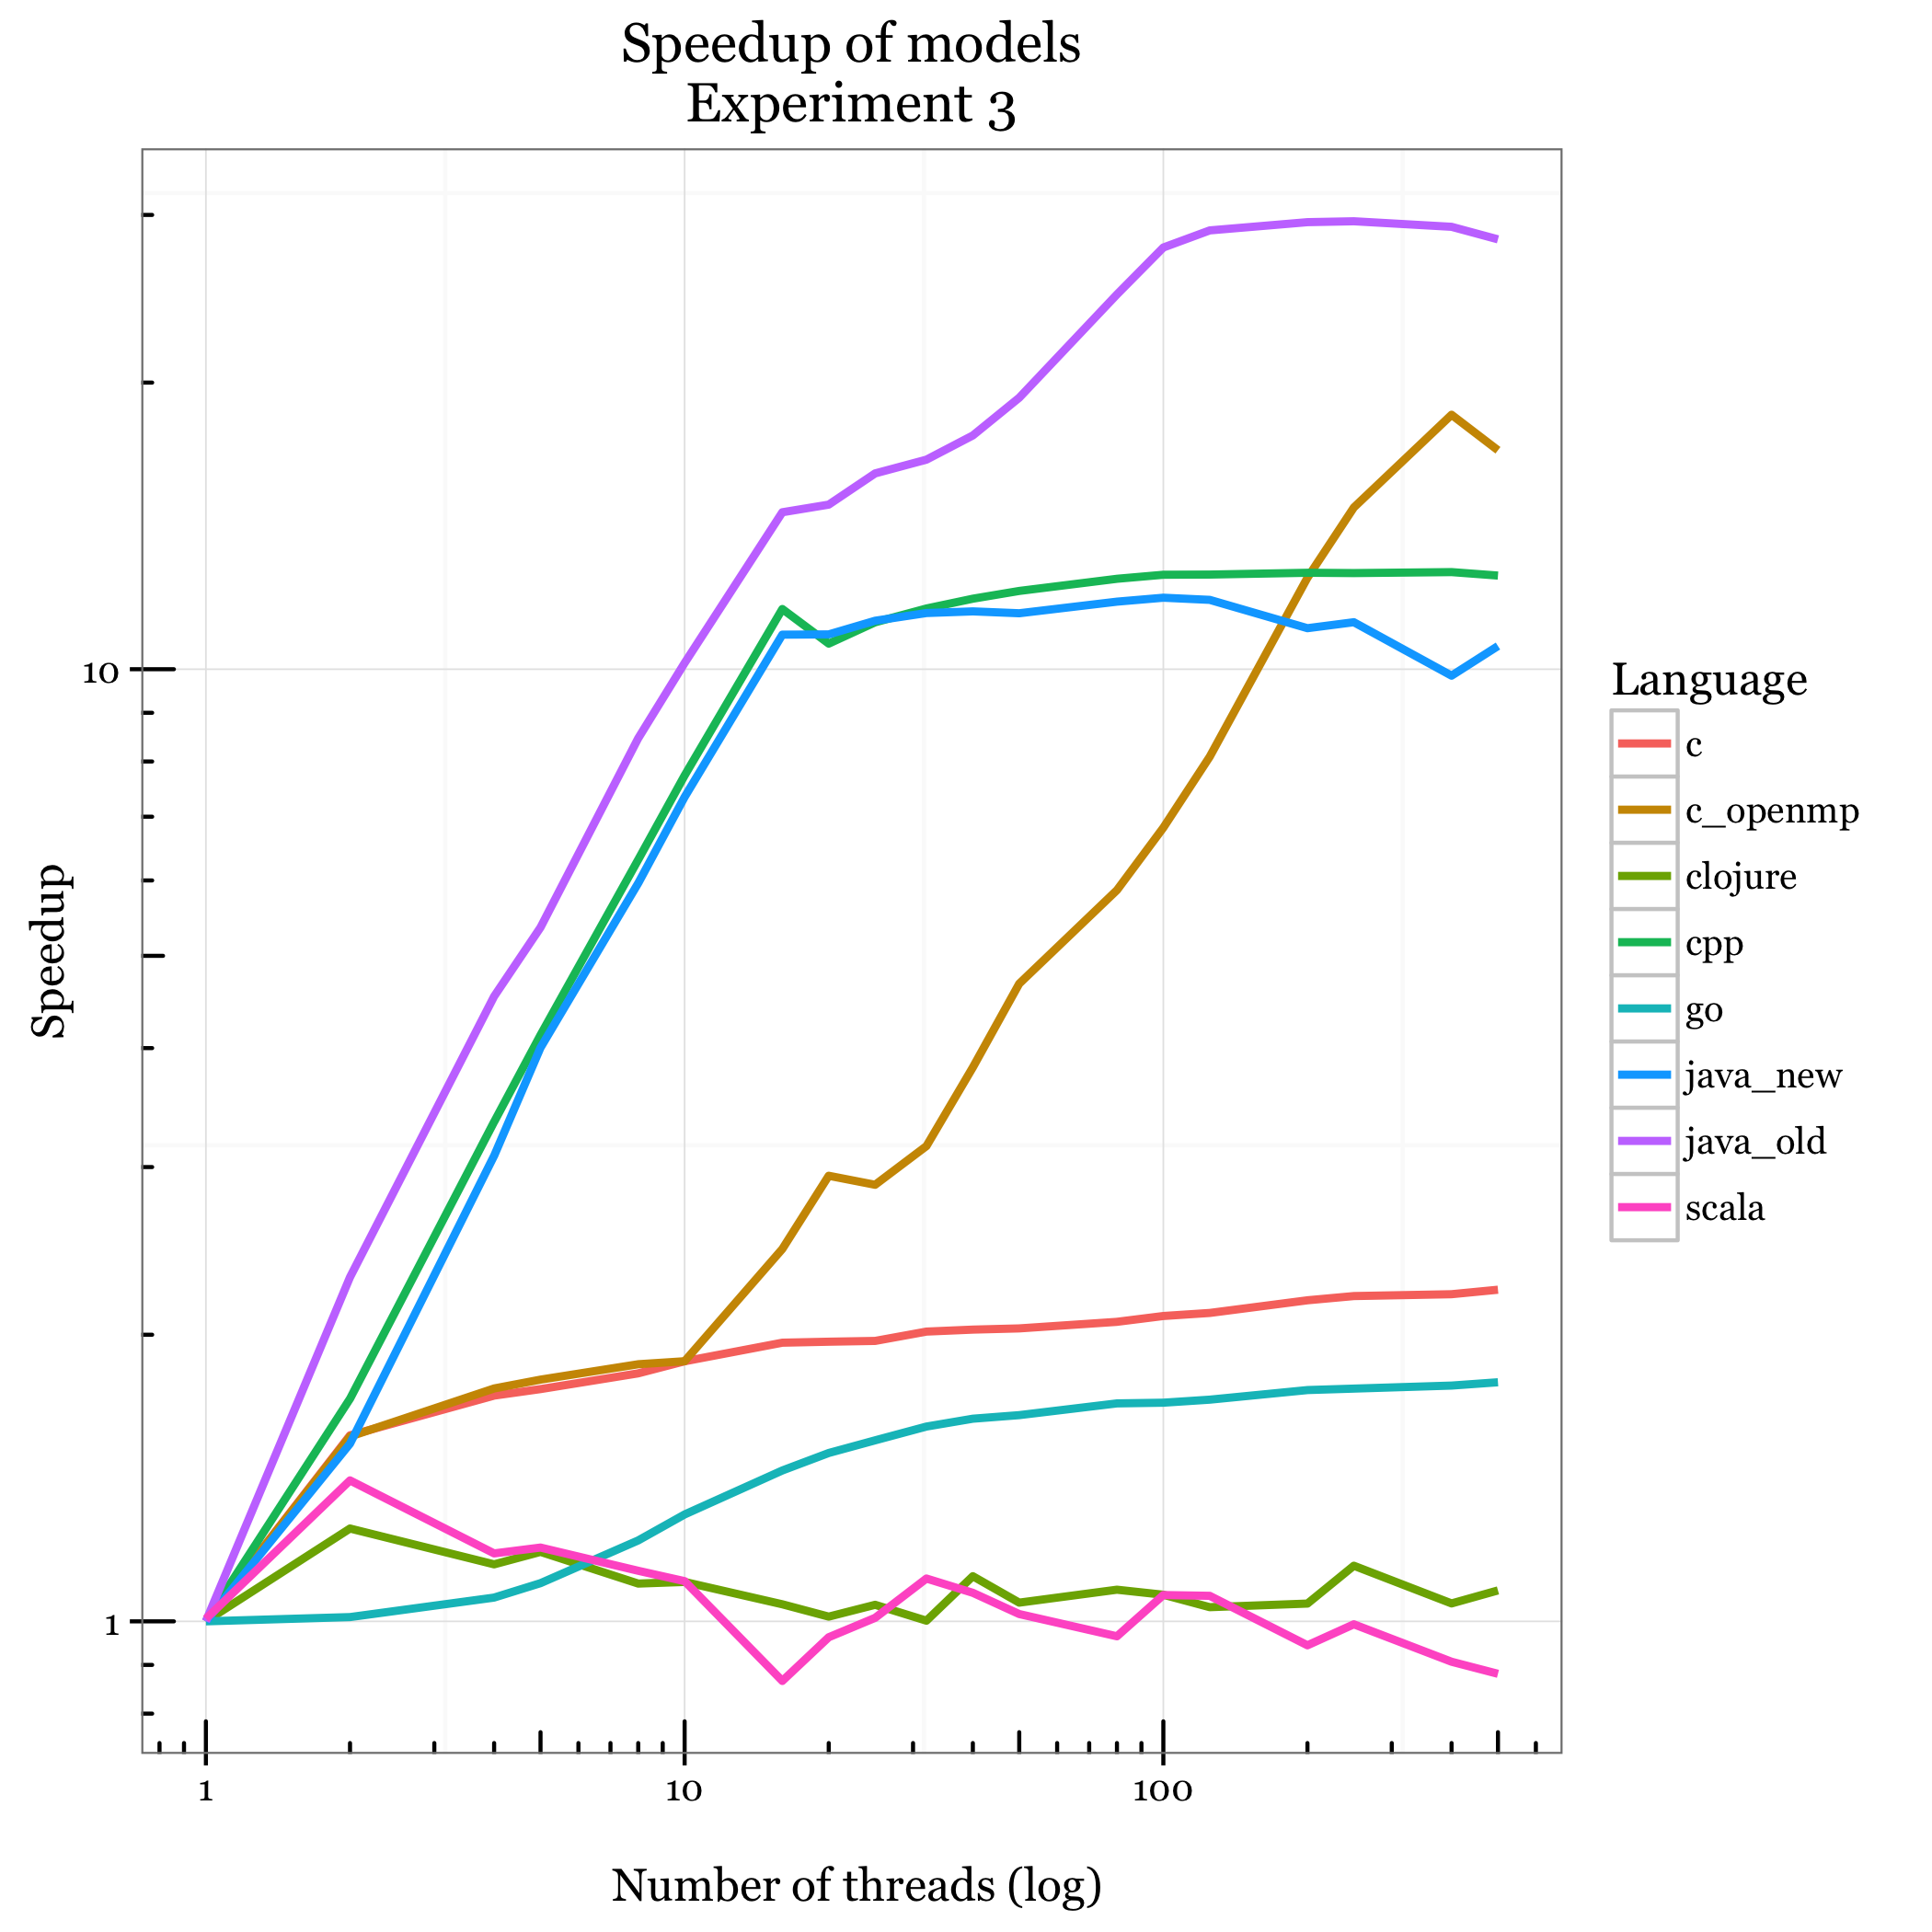 Speedup of models
Experiment 3
Speedup
10
1
1
10
100
Number of threads (log)
Language
c
c_openmp
clojure
cpp
go
java_new
java_old
scala